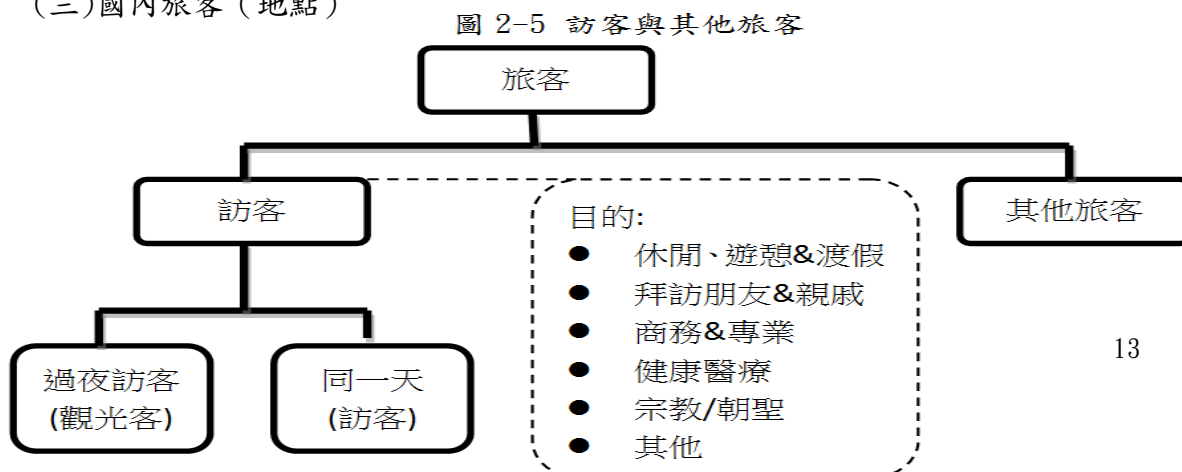 (三)國內旅客（地點）
圖 2-5 訪客與其他旅客
旅客
訪客
其他旅客
目的:
● 休閒、遊憩&渡假
● 拜訪朋友&親戚
● 商務&專業
● 健康醫療
● 宗教/朝聖
● 其他
過夜訪客
(觀光客)
同一天
(訪客)
13